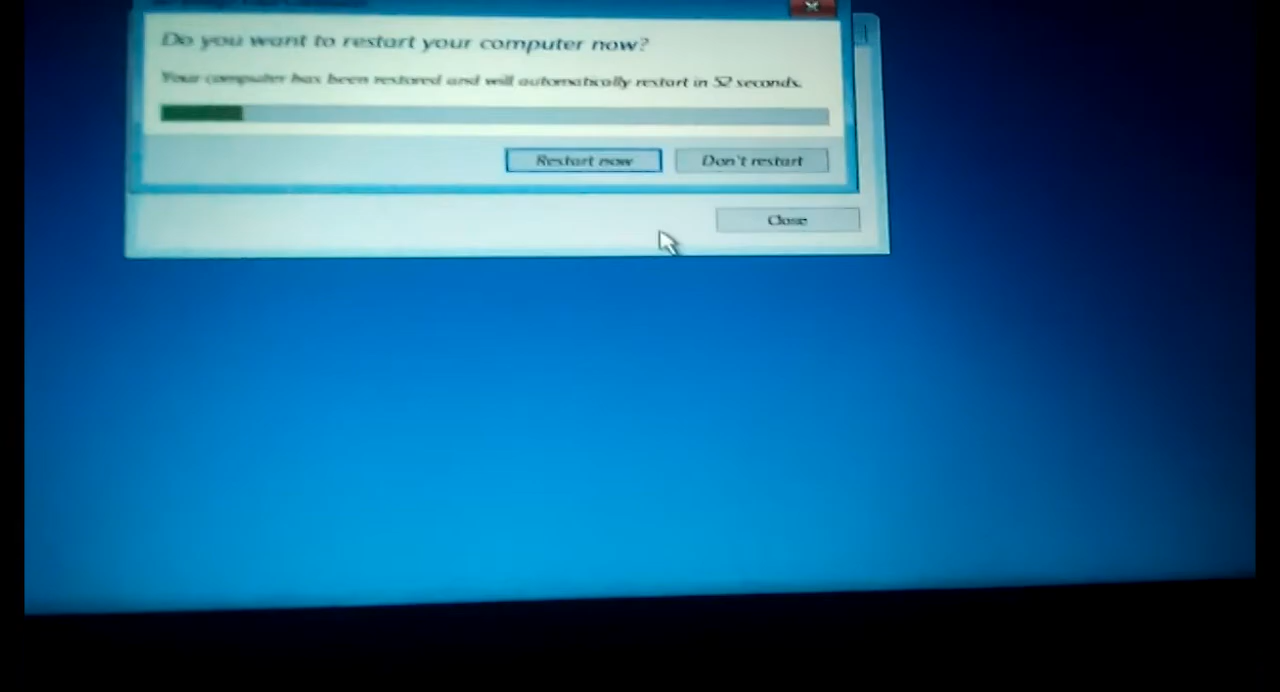 Do you want to restart your computer now?
Your computer has been restored and will automatically restart in 52 seconds.
Restart now
Don't restart
Close